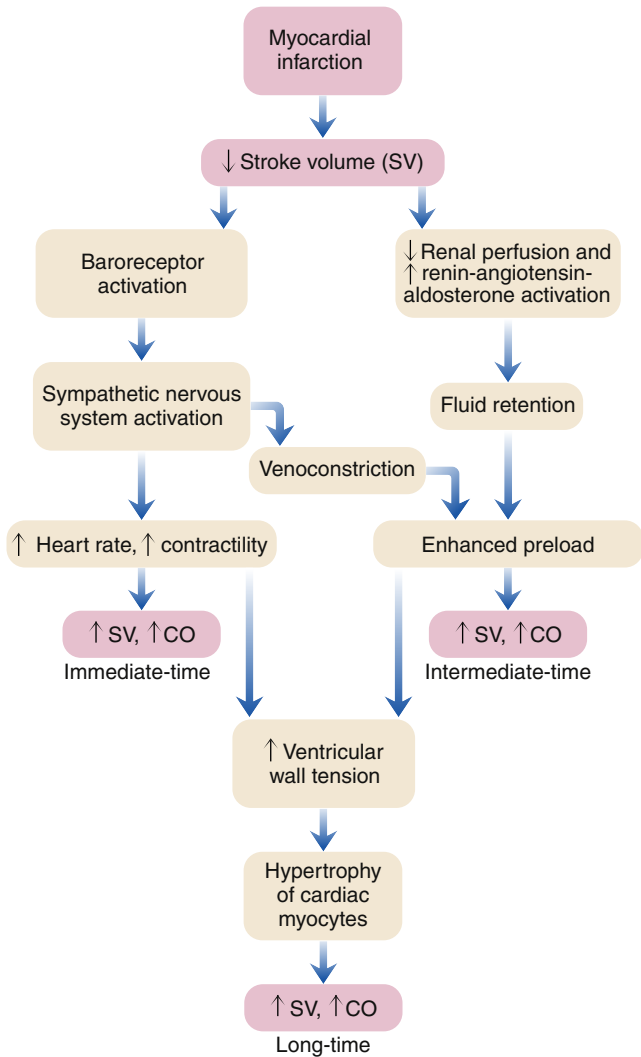 Myocardial
infarction
↓ Stroke volume (SV)
Baroreceptor
activation
↓ Renal perfusion and
↑ renin-angiotensin-
aldosterone activation
Sympathetic nervous
system activation
Fluid retention
Venoconstriction
↑ Heart rate, ↑ contractility
Enhanced preload
↑ SV, ↑ CO
Immediate-time
↑ SV, ↑ CO
Intermediate-time
↑ Ventricular
wall tension
Hypertrophy
of cardiac
myocytes
↑ SV, ↑ CO
Long-time